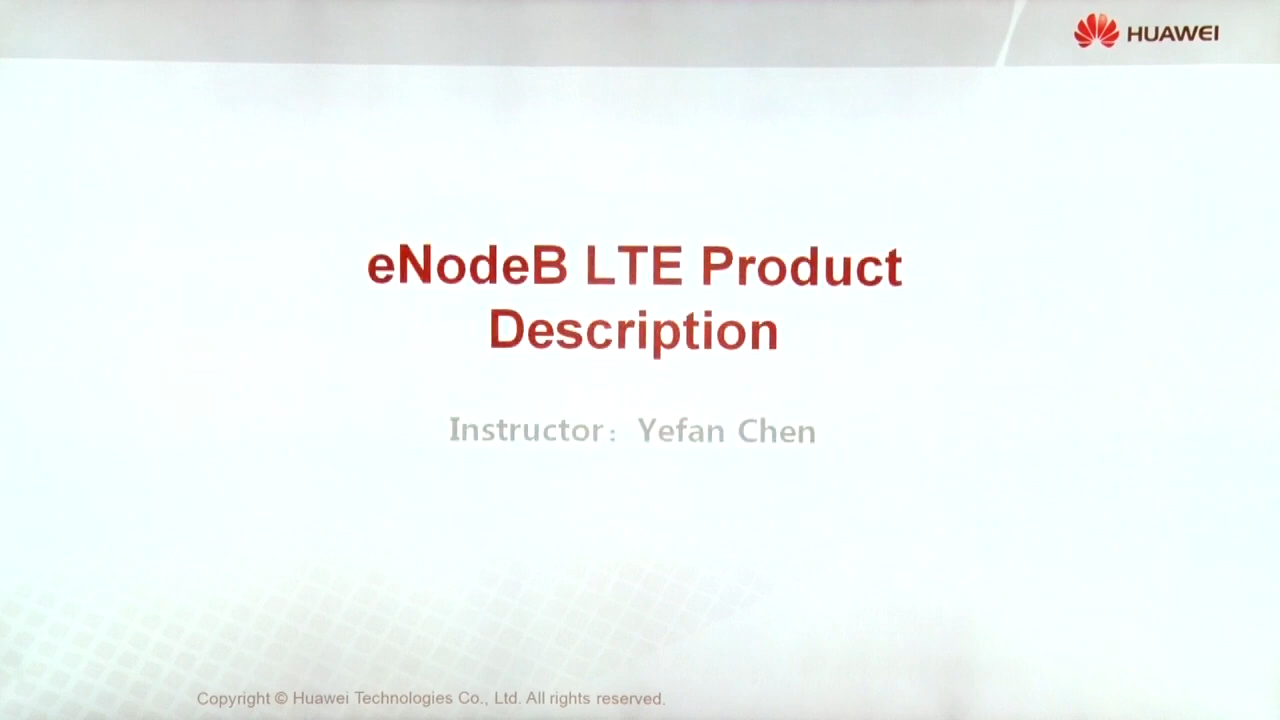 HUAWEI
eNodeB LTE Product
Description
Instructor：Yefan Chen
Copyright © Huawei Technologies Co., Ltd. All rights reserved.